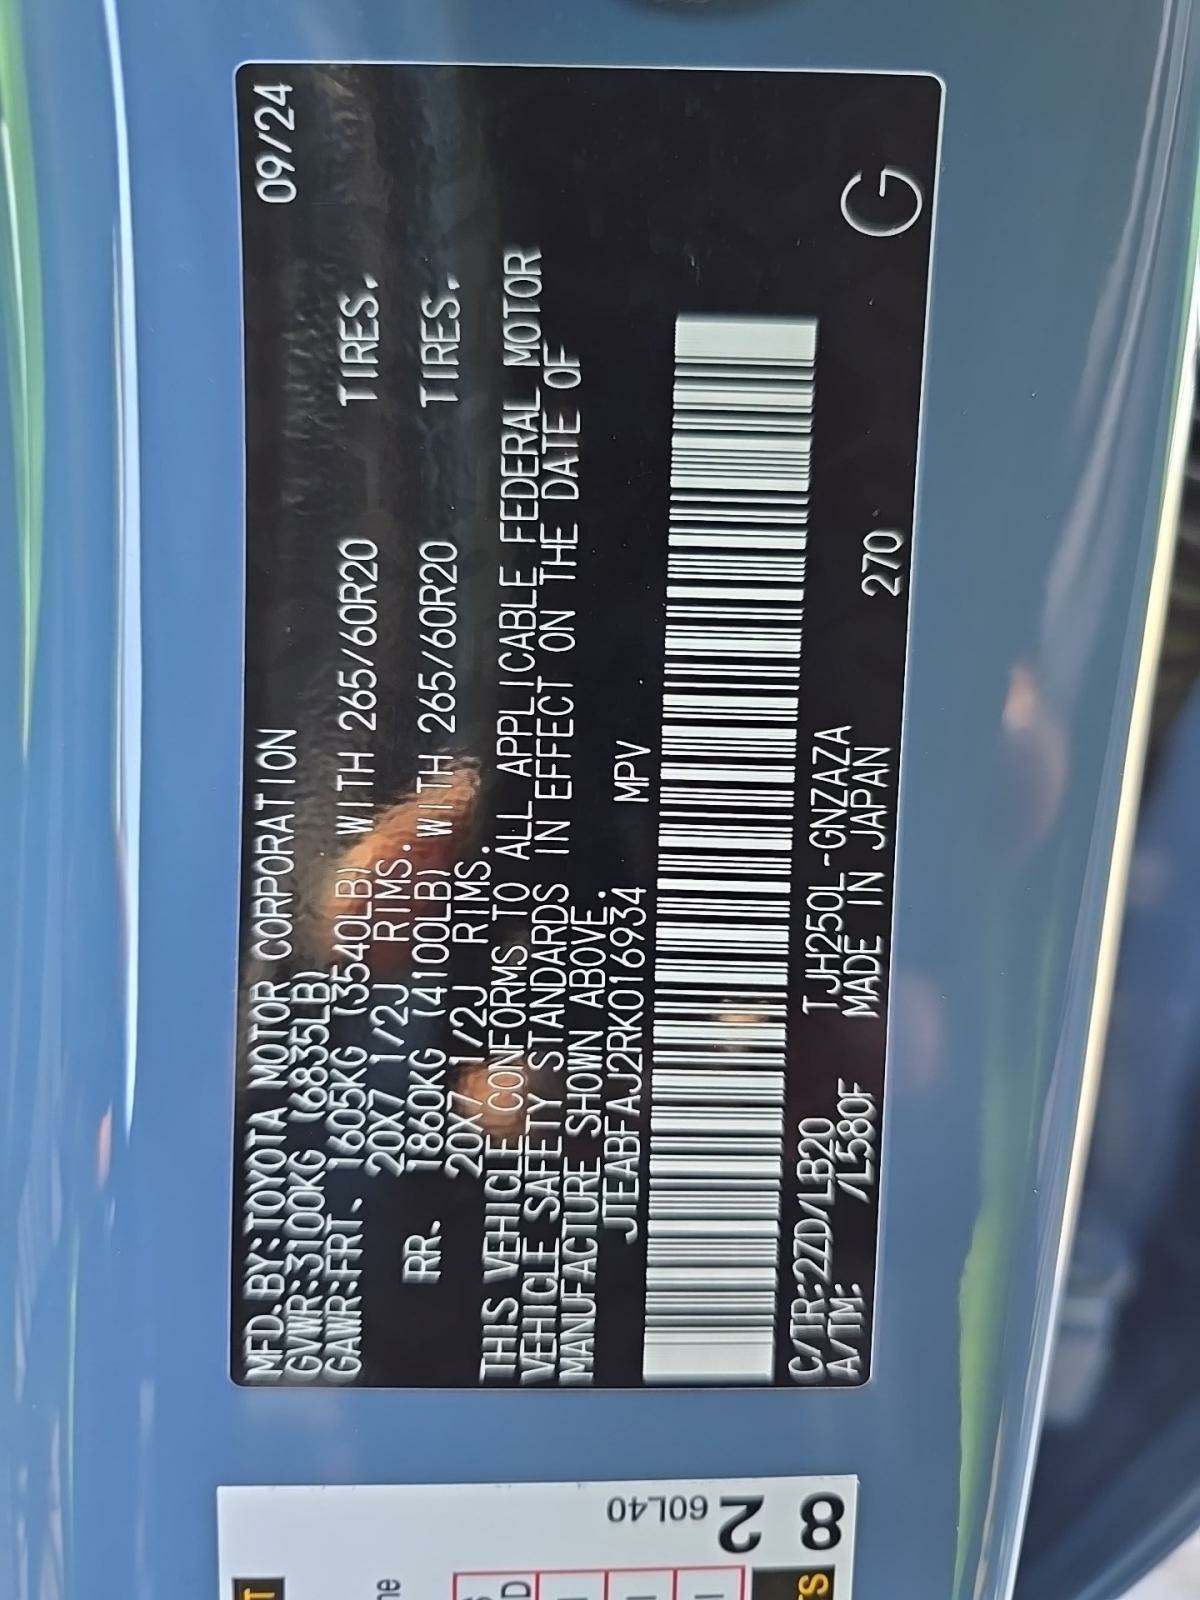 MFD.BY:TOYOTA MOTOR CORPORATION 09/24
GVWR:3100KG (6835LB)
GAWR:FRT. 1605KG (3540LB) WITH 265/60R20 TIRES,
20X7 1/2J RIMS.
RR. 1860KG (4100LB) WITH 265/60R20 TIRES,
20X7 1/2J RIMS.
THIS VEHICLE CONFORMS TO ALL APPLICABLE FEDERAL MOTOR
VEHICLE SAFETY STANDARDS IN EFFECT ON THE DATE OF
MANUFACTURE SHOWN ABOVE.
JTEABFAJ2RK016934 MPV
C/TR:2ZD/LB20 TJH250L-GNZAZA
A/TM: /L580F MADE IN JAPAN 270 G
60L40
2
8